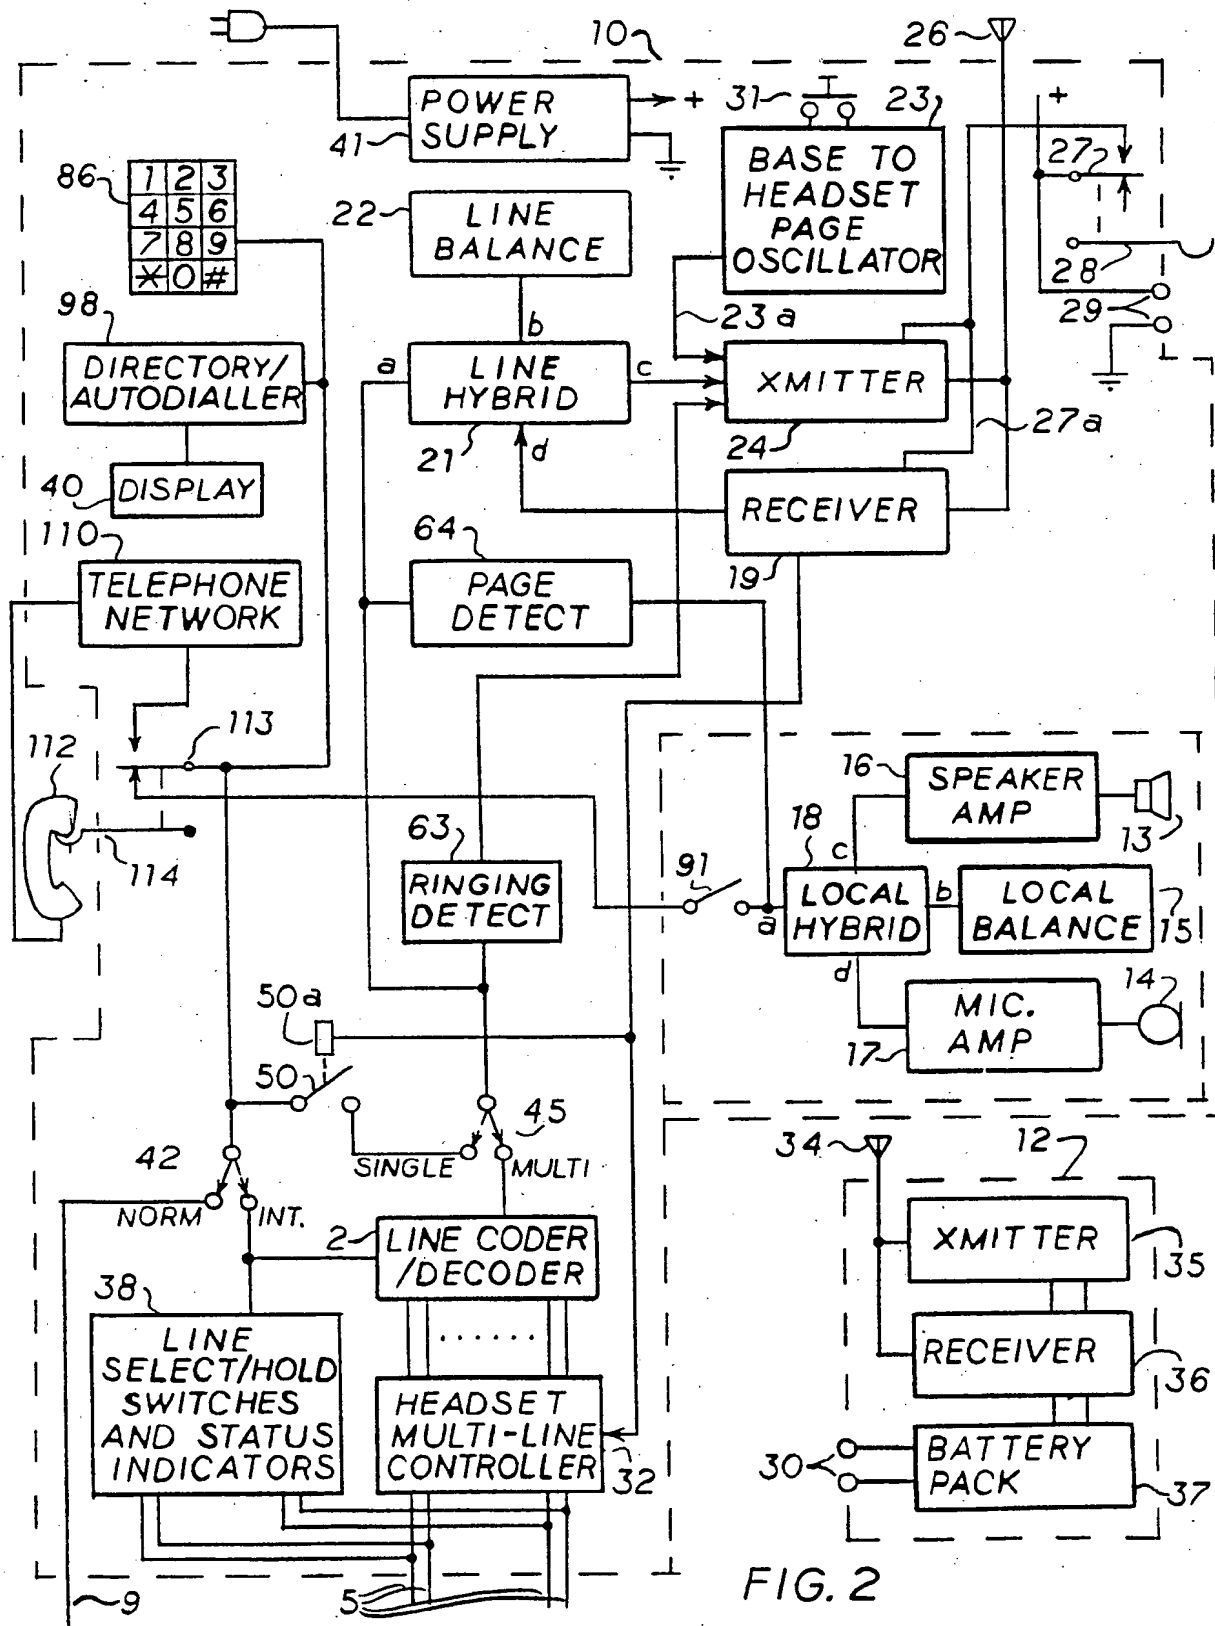 10
26
POWER
SUPPLY
+
41
31
23
+
86
1 2 3
4 5 6
7 8 9
* 0 #
22
LINE
BALANCE
BASE TO
HEADSET
PAGE
OSCILLATOR
27
28
29
23a
98
DIRECTORY/
AUTODIALLER
a
b
LINE
HYBRID
c
d
21
XMITTER
24
27a
40
DISPLAY
RECEIVER
19
110
TELEPHONE
NETWORK
64
PAGE
DETECT
113
112
114
16
SPEAKER
AMP
13
63
RINGING
DETECT
91
18
c
LOCAL
HYBRID
a
b
d
LOCAL
BALANCE
15
50a
50
MIC.
AMP
17
14
42
45
SINGLE
MULTI
NORM
INT.
34
12
2
LINE CODER
/DECODER
XMITTER
35
38
LINE
SELECT/HOLD
SWITCHES
AND STATUS
INDICATORS
HEADSET
MULTI-LINE
CONTROLLER
32
RECEIVER
36
30
BATTERY
PACK
37
9
5
FIG. 2